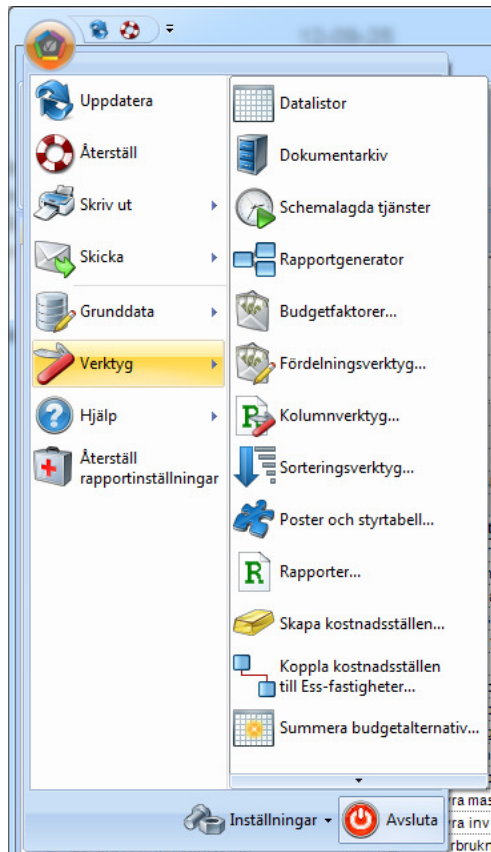 Uppdatera
Återställ
Skriv ut
Skicka
Grunddata
Verktyg
Hjälp
Återställ
rapportinställningar
Datalistor
Dokumentarkiv
Schemalagda tjänster
Rapportgenerator
Budgetfaktorer...
Fördelningsverktyg...
Kolumnverktyg...
Sorteringsverktyg...
Poster och styrtabell...
Rapporter...
Skapa kostnadsställen...
Koppla kostnadsställen
till Ess-fastigheter...
Summera budgetalternativ...
Inställningar
Avsluta